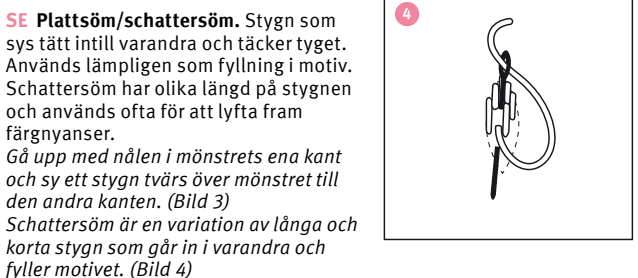 SE Plattsöm/schattersöm. Stygn som
sys tätt intill varandra och täcker tyget.
Används lämpligen som fyllning i motiv.
Schattersöm har olika längd på stygnen
och används ofta för att lyfta fram
färgnyanser.
Gå upp med nålen i mönstrets ena kant
och sy ett stygn tvärs över mönstret till
den andra kanten. (Bild 3)
Schattersöm är en variation av långa och
korta stygn som går in i varandra och
fyller motivet. (Bild 4)
4